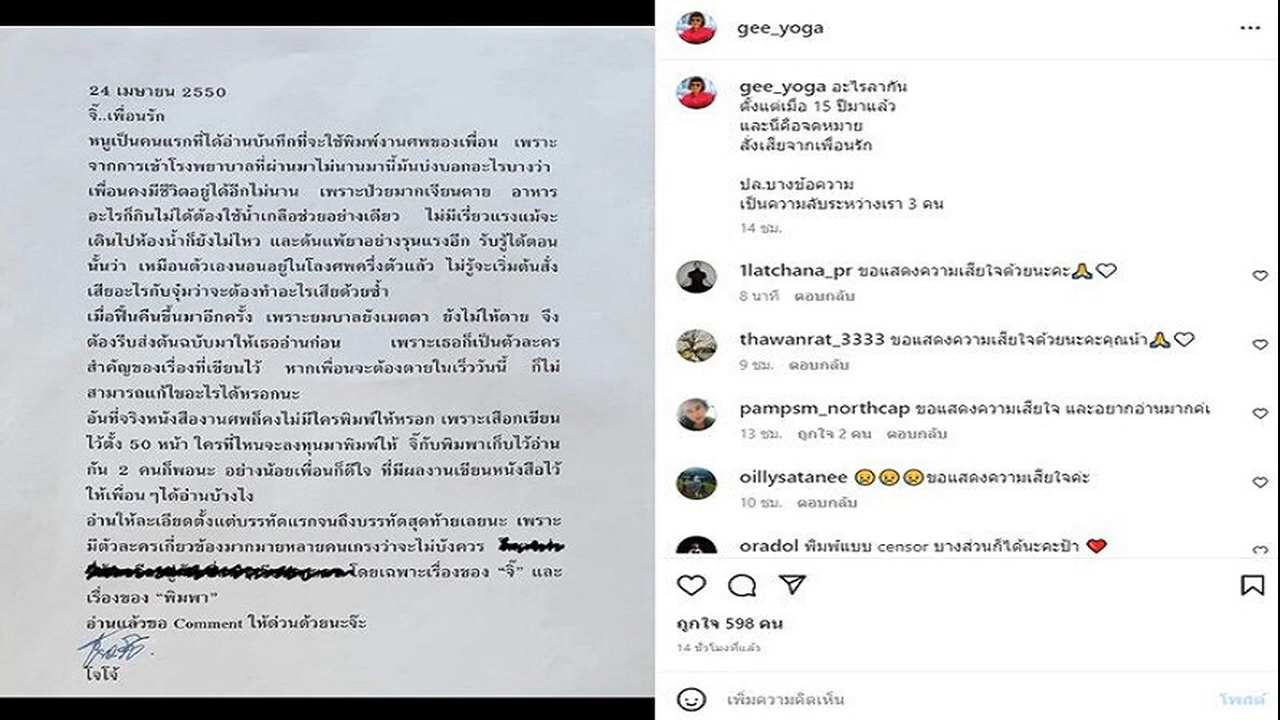 24 เมษายน 2550
จิ๊..เพื่อนรัก
หนูเป็นคนแรกที่ได้อ่านบันทึกที่จะใช้พิมพ์งานศพของเพื่อน เพราะ
จากการเข้าโรงพยาบาลที่ผ่านมาไม่นานมานี้มันบ่งบอกอะไรบางว่า
เพื่อนคงมีชีวิตอยู่ได้อีกไม่นาน เพราะป่วยมากเจียนตาย อาหาร
อะไรก็กินไม่ได้ต้องใช้น้ำเกลือช่วยอย่างเดียว ไม่มีเรี่ยวแรงแม้จะ
เดินไปห้องน้ำก็ยังไม่ไหว และดันแพ้ยาอย่างรุนแรงอีก รับรู้ได้ตอน
นั้นว่า เหมือนตัวเองนอนอยู่ในโลงศพครึ่งตัวแล้ว ไม่รู้จะเริ่มต้นสั่ง
เสียอะไรกับจุ๋มว่าจะต้องทำอะไรเสียด้วยซ้ำ
เมื่อฟื้นคืนขึ้นมาอีกครั้ง เพราะยมบาลยังเมตตา ยังไม่ให้ตาย จึง
ต้องรีบส่งต้นฉบับมาให้เธออ่านก่อน เพราะเธอก็เป็นตัวละคร
สำคัญของเรื่องที่เขียนไว้ หากเพื่อนจะต้องตายในเร็ววันนี้ ก็ไม่
สามารถแก้ไขอะไรได้หรอกนะ
อันที่จริงหนังสืองานศพก็คงไม่มีใครพิมพ์ให้หรอก เพราะเสือกเขียน
ไว้ตั้ง 50 หน้า ใครที่ไหนจะลงทุนมาพิมพ์ให้ จิ๊กับพิมพาเก็บไว้อ่าน
กัน 2 คนก็พอนะ อย่างน้อยเพื่อนก็ดีใจ ที่มีผลงานเขียนหนังสือไว้
ให้เพื่อนๆได้อ่านบ้างไง
อ่านให้ละเอียดตั้งแต่บรรทัดแรกจนถึงบรรทัดสุดท้ายเลยนะ เพราะ
มีตัวละครเกี่ยวข้องมากมายหลายคนเกรงว่าจะไม่บังควร
โดยเฉพาะเรื่องของ “จิ๊” และ
เรื่องของ “พิมพา”
อ่านแล้วขอ Comment ให้ด่วนด้วยนะจ๊ะ
โจโจ้
gee_yoga
gee_yoga อะไรลากัน
ตั้งแต่เมื่อ 15 ปีมาแล้ว
และนี่คือจดหมาย
สั่งเสียจากเพื่อนรัก
ปล.บางข้อความ
เป็นความลับระหว่างเรา 3 คน
14 ชม.
1latchana_pr ขอแสดงความเสียใจด้วยนะคะ🙏🤍
8 นาที ตอบกลับ
thawanrat_3333 ขอแสดงความเสียใจด้วยนะคะคุณน้า🙏🤍
9 ชม. ตอบกลับ
pampsm_northcap ขอแสดงความเสียใจ และอยากอ่านมากค่ะ
13 ชม. ถูกใจ 2 คน ตอบกลับ
oillysatanee 😥😥😥ขอแสดงความเสียใจค่ะ
10 ชม. ตอบกลับ
oradol พิมพ์แบบ censor บางส่วนก็ได้นะคะป้า ❤️
ถูกใจ 598 คน
14 ชั่วโมงที่แล้ว
เพิ่มความคิดเห็น
โพสต์